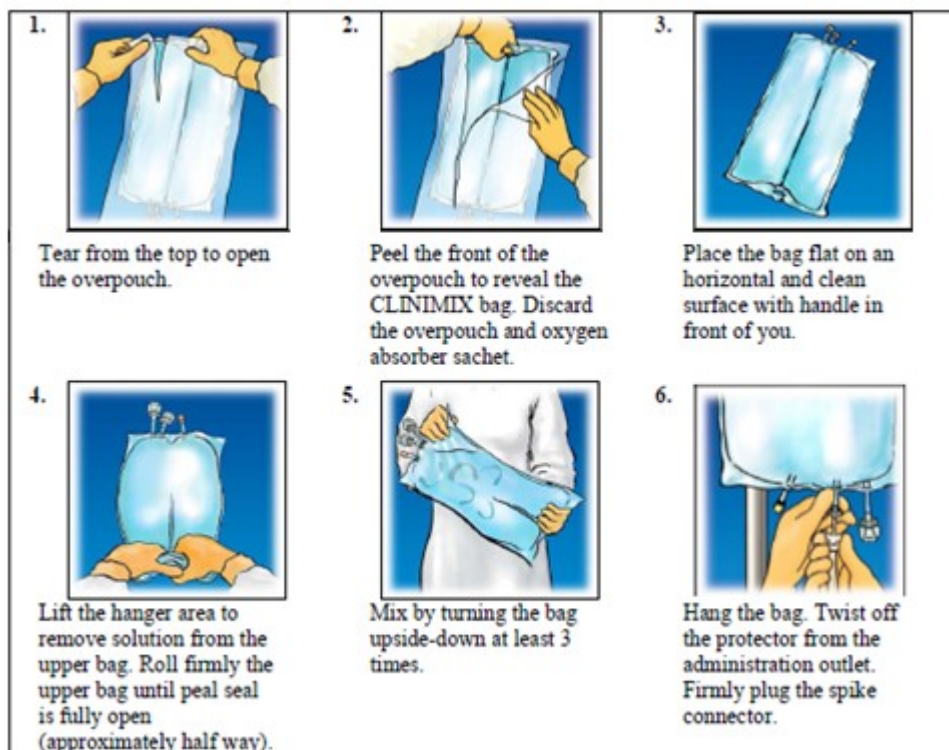 1.
Tear from the top to open
the overpouch.
2.
Peel the front of the
overpouch to reveal the
CLINIMIX bag. Discard
the overpouch and oxygen
absorber sachet.
3.
Place the bag flat on an
horizontal and clean
surface with handle in
front of you.
4.
Lift the hanger area to
remove solution from the
upper bag. Roll firmly the
upper bag until peal seal
is fully open
(approximately half way).
5.
Mix by turning the bag
upside-down at least 3
times.
6.
Hang the bag. Twist off
the protector from the
administration outlet.
Firmly plug the spike
connector.